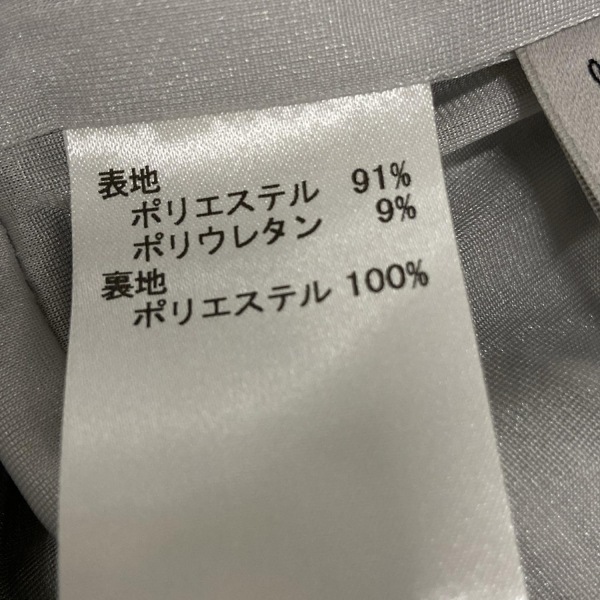 表地
ポリエステル 91%
ポリウレタン 9%
裏地
ポリエステル 100%